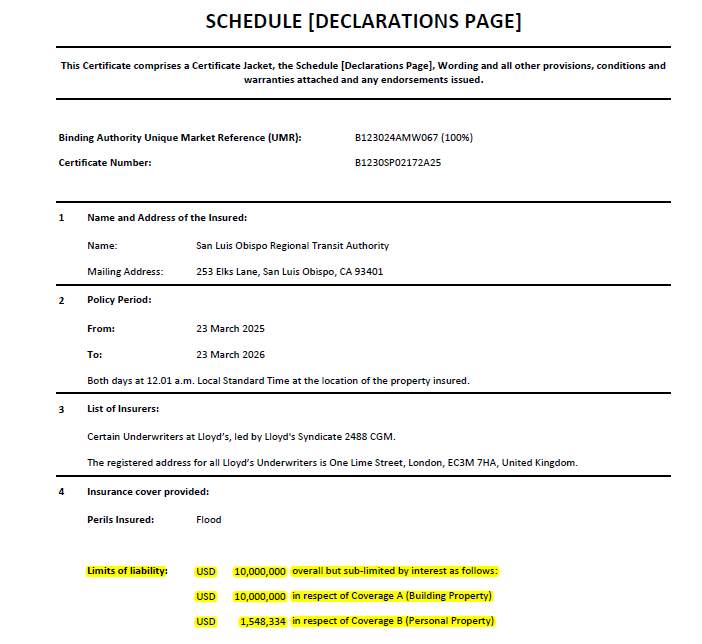 SCHEDULE [DECLARATIONS PAGE]
This Certificate comprises a Certificate Jacket, the Schedule [Declarations Page], Wording and all other provisions, conditions and
warranties attached and any endorsements issued.
Binding Authority Unique Market Reference (UMR): B123024AMW067 (100%)
Certificate Number: B1230SP02172A25
1 Name and Address of the Insured:
Name: San Luis Obispo Regional Transit Authority
Mailing Address: 253 Elks Lane, San Luis Obispo, CA 93401
2 Policy Period:
From: 23 March 2025
To: 23 March 2026
Both days at 12.01 a.m. Local Standard Time at the location of the property insured.
3 List of Insurers:
Certain Underwriters at Lloyd's, led by Lloyd's Syndicate 2488 CGM.
The registered address for all Lloyd's Underwriters is One Lime Street, London, EC3M 7HA, United Kingdom.
4 Insurance cover provided:
Perils Insured: Flood
Limits of liability: USD 10,000,000 overall but sub-limited by interest as follows:
USD 10,000,000 in respect of Coverage A (Building Property)
USD 1,548,334 in respect of Coverage B (Personal Property)